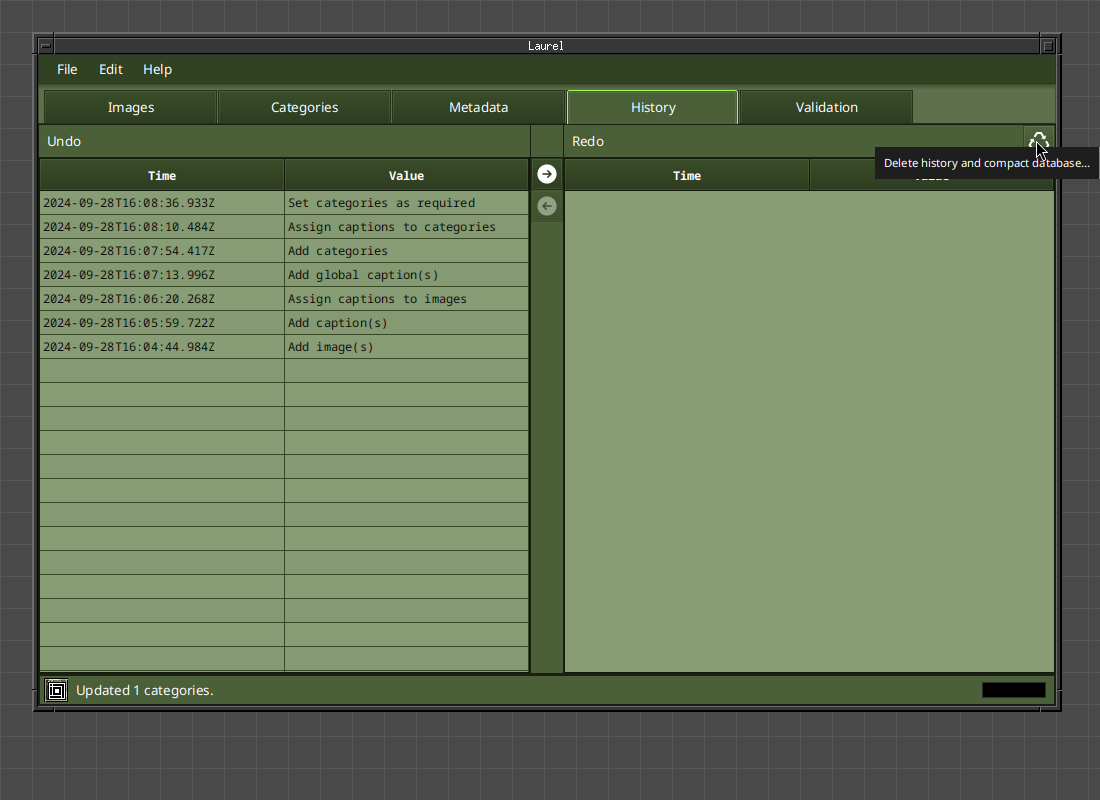 Laurel
File Edit Help
Images Categories Metadata History Validation
Undo Redo
Delete history and compact database...
Time Value Time
2024-09-28T16:08:36.933Z Set categories as required
2024-09-28T16:08:10.484Z Assign captions to categories
2024-09-28T16:07:54.417Z Add categories
2024-09-28T16:07:13.996Z Add global caption(s)
2024-09-28T16:06:20.268Z Assign captions to images
2024-09-28T16:05:59.722Z Add caption(s)
2024-09-28T16:04:44.984Z Add image(s)
Updated 1 categories.